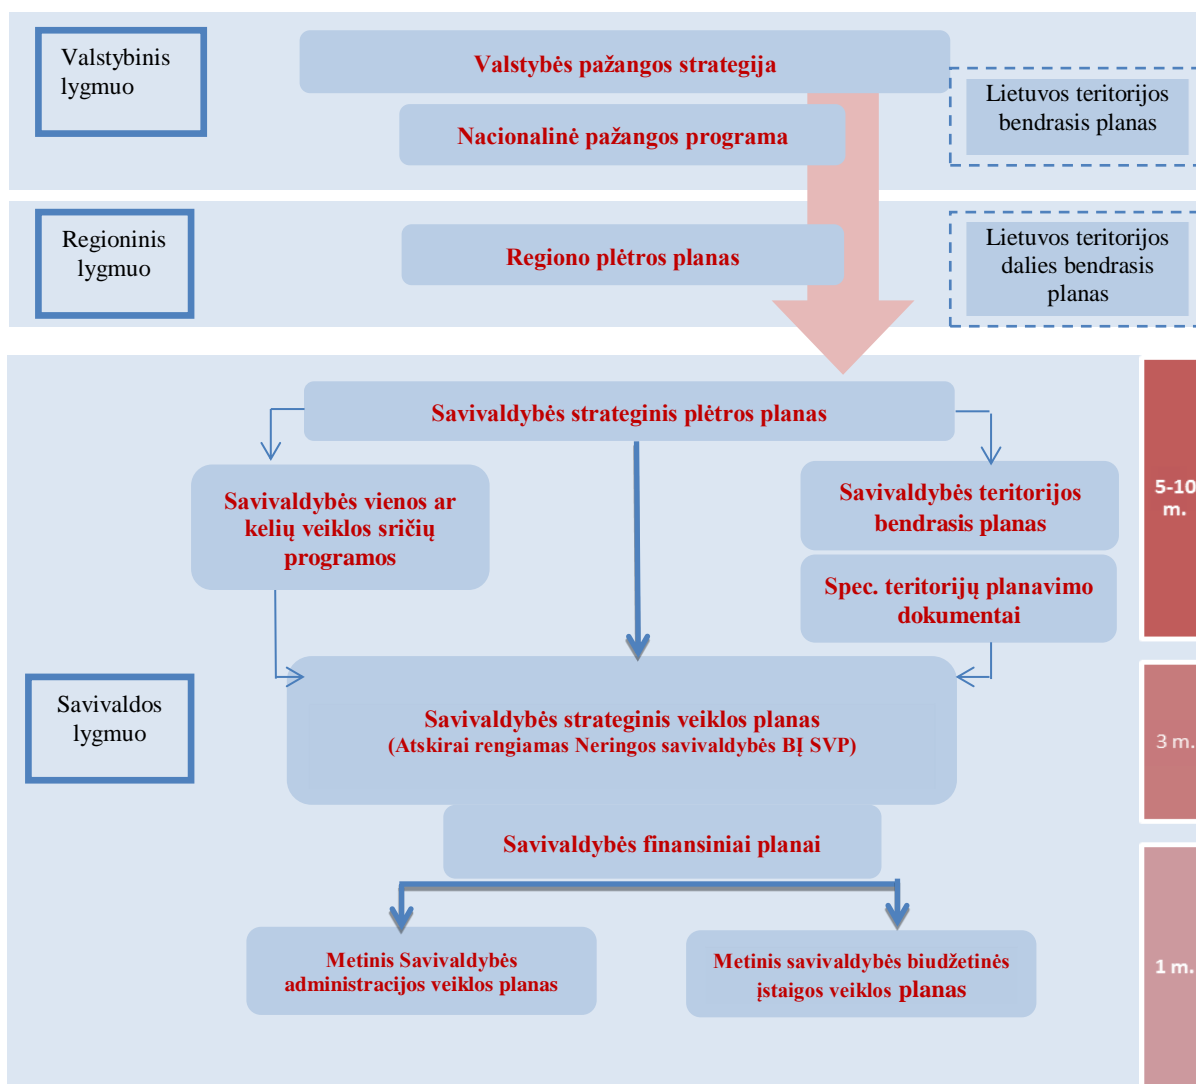 Valstybinis
lygmuo
Valstybės pažangos strategija
Nacionalinė pažangos programa
Lietuvos teritorijos
bendrasis planas
Regioninis
lygmuo
Regiono plėtros planas
Lietuvos teritorijos
dalies bendrasis
planas
Savivaldybės strateginis plėtros planas
Savivaldybės vienos ar
kelių veiklos sričių
programos
Savivaldybės teritorijos
bendrasis planas
Spec. teritorijų planavimo
dokumentai
5-10
m.
Savivaldos
lygmuo
Savivaldybės strateginis veiklos planas
(Atskirai rengiamas Neringos savivaldybės BĮ SVP)
3 m.
Savivaldybės finansiniai planai
Metinis Savivaldybės
administracijos veiklos planas
Metinis savivaldybės biudžetinės
įstaigos veiklos planas
1 m.